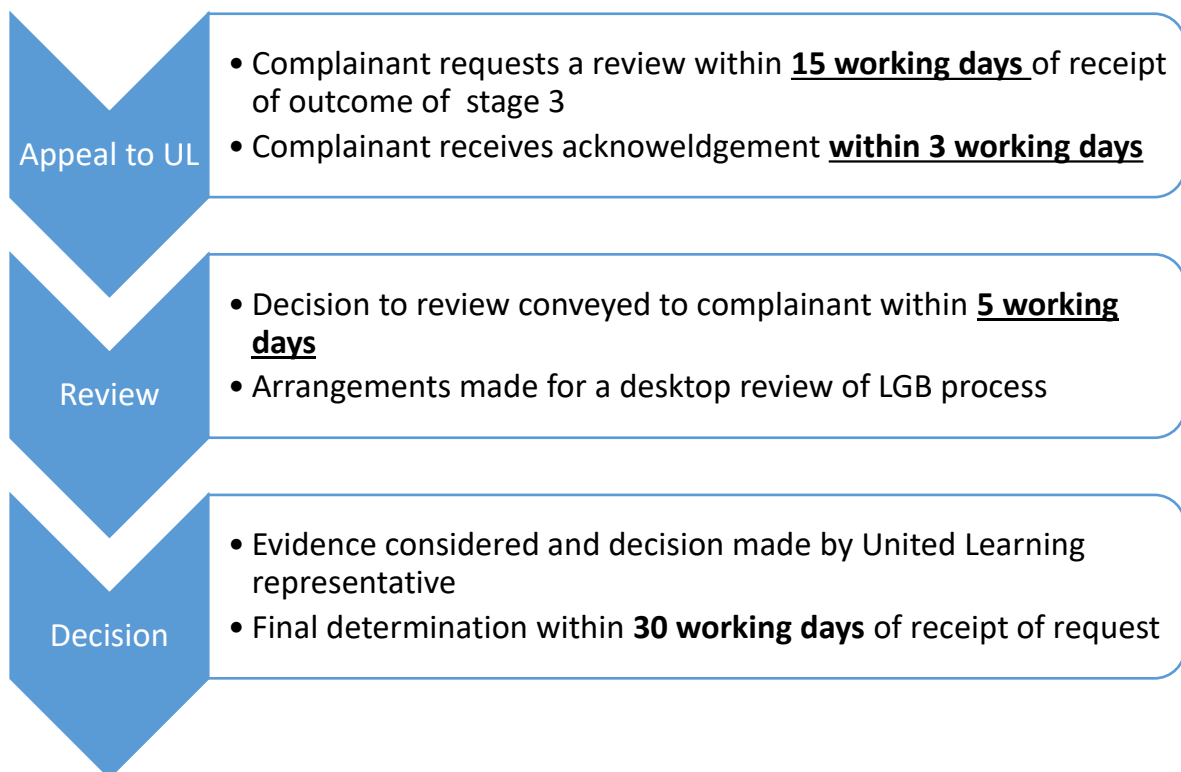 Appeal to UL
• Complainant requests a review within 15 working days of receipt
of outcome of stage 3
• Complainant receives acknoweldgement within 3 working days
Review
• Decision to review conveyed to complainant within 5 working
days
• Arrangements made for a desktop review of LGB process
Decision
• Evidence considered and decision made by United Learning
representative
• Final determination within 30 working days of receipt of request